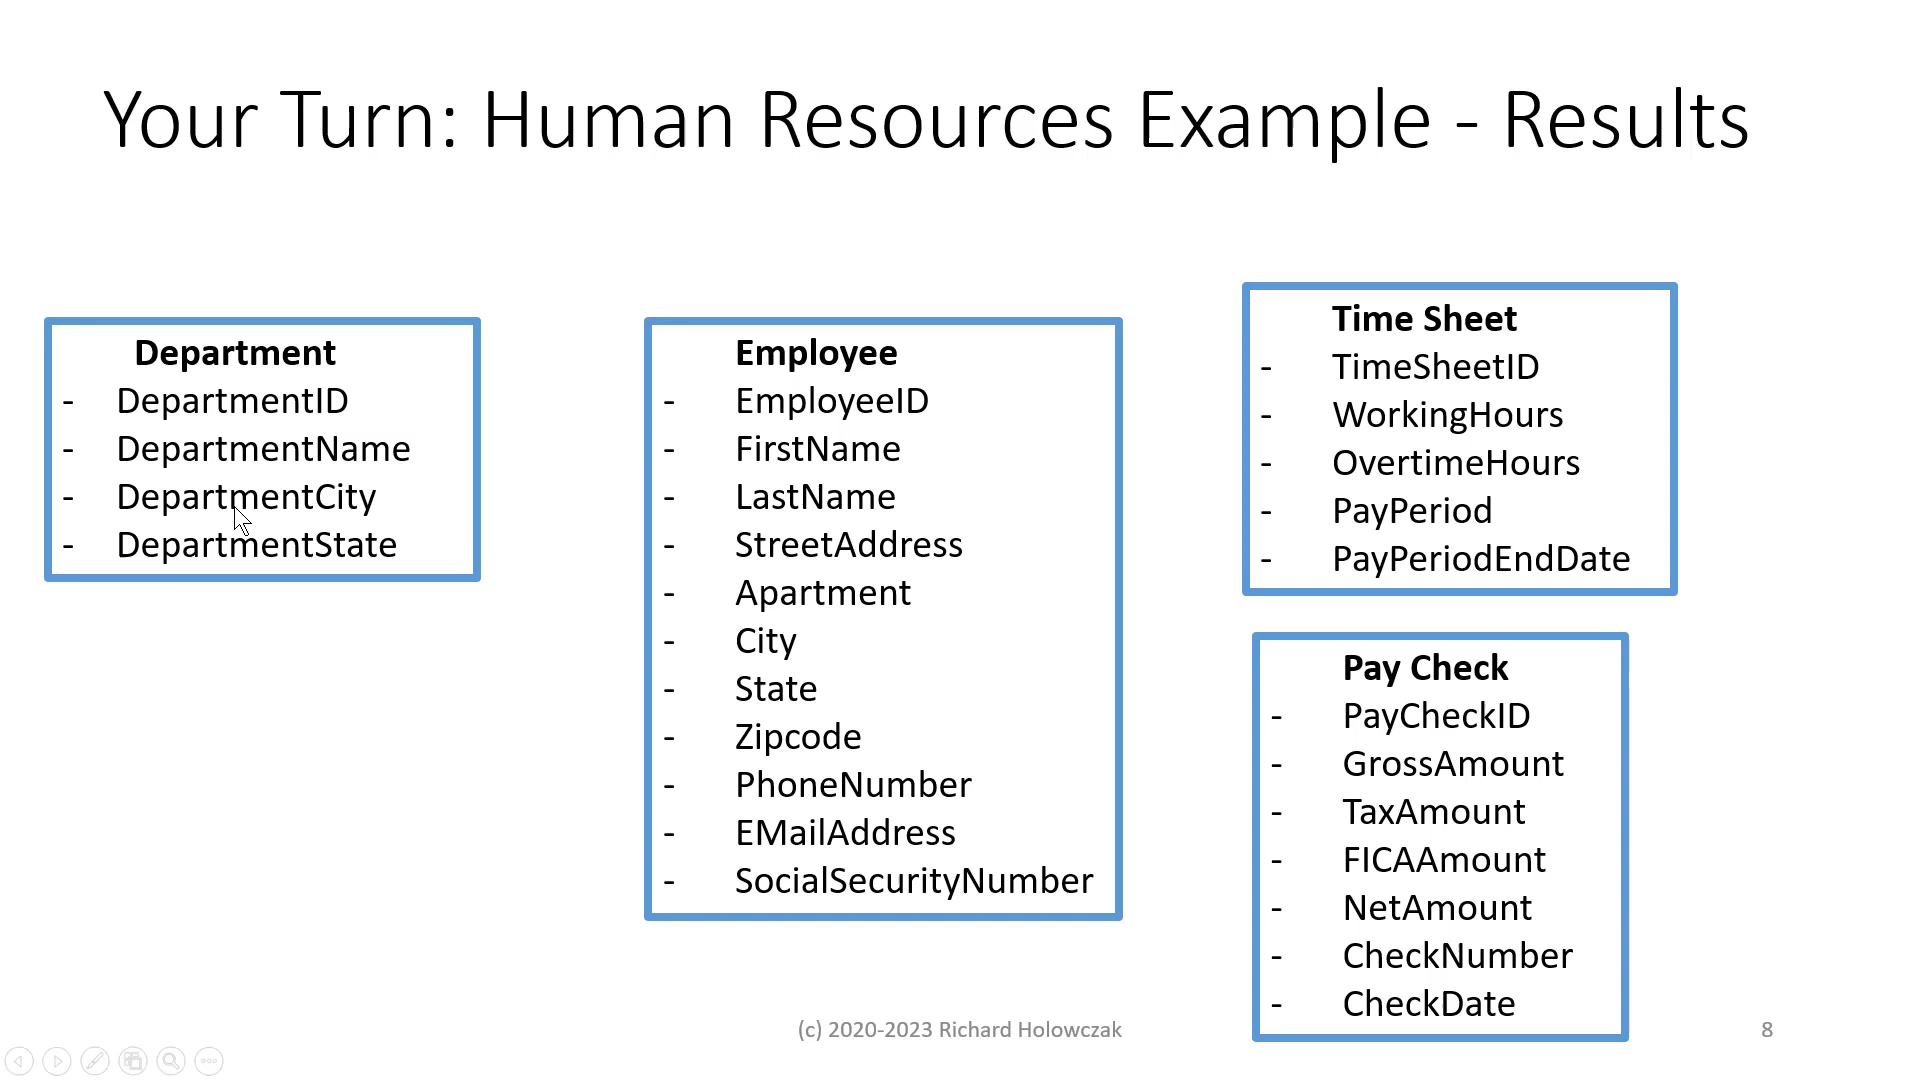 Your Turn: Human Resources Example - Results
Department
- DepartmentID
- DepartmentName
- DepartmentCity
- DepartmentState
Employee
- EmployeeID
- FirstName
- LastName
- StreetAddress
- Apartment
- City
- State
- Zipcode
- PhoneNumber
- EMailAddress
- SocialSecurityNumber
Time Sheet
- TimeSheetID
- WorkingHours
- OvertimeHours
- PayPeriod
- PayPeriodEndDate
Pay Check
- PayCheckID
- GrossAmount
- TaxAmount
- FICAAmount
- NetAmount
- CheckNumber
- CheckDate
(c) 2020-2023 Richard Holowczak
8